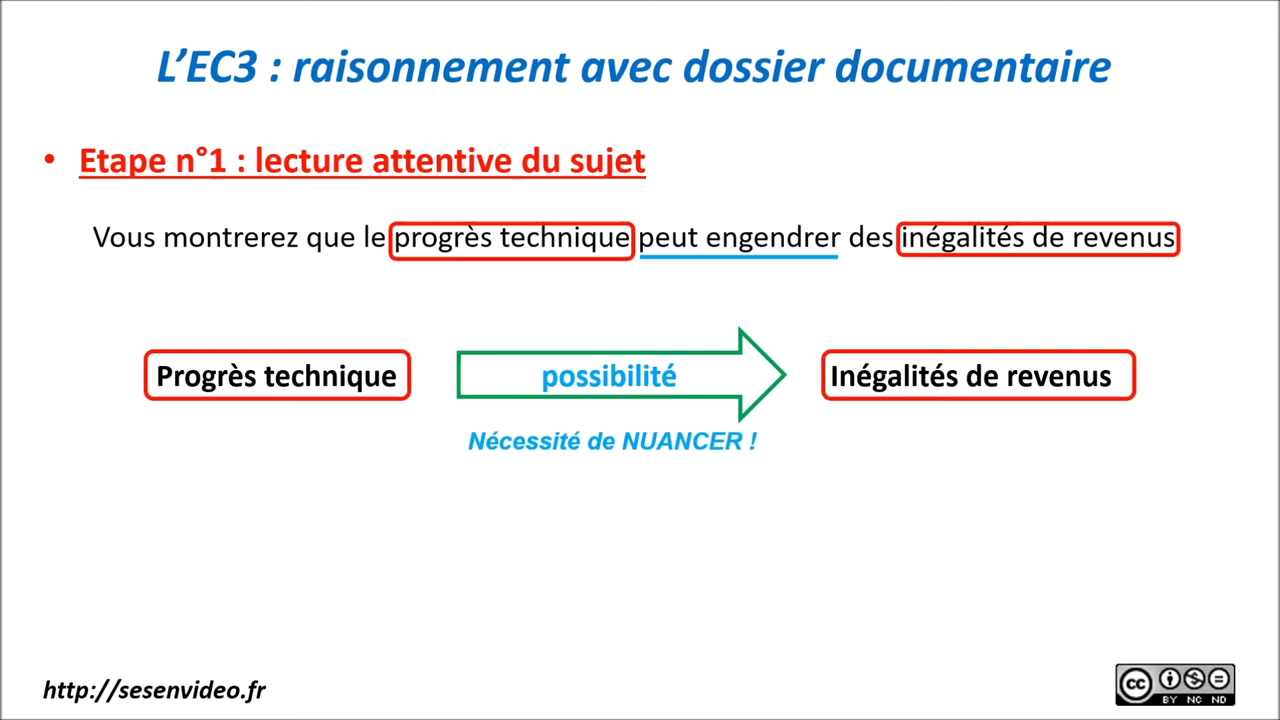 L'EC3 : raisonnement avec dossier documentaire
• Etape n°1 : lecture attentive du sujet
Vous montrerez que le progrès technique peut engendrer des inégalités de revenus
Progrès technique possibilité Inégalités de revenus
Nécessité de NUANCER !
http://sesenvideo.fr
cc BY NC ND